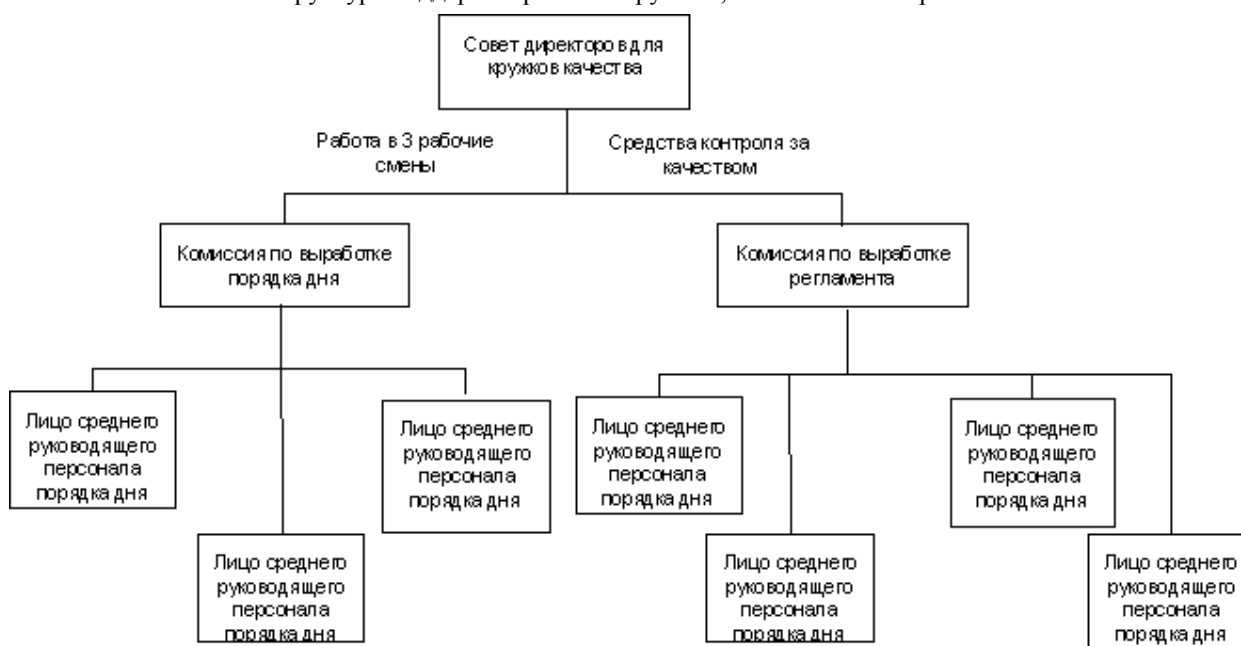 Совет директоров для
кружков качества
Работа в 3 рабочие
смены
Средства контроля за
качеством
Комиссия по выработке
порядка дня
Комиссия по выработке
регламента
Лицо среднего
руководящего
персонала
порядка дня
Лицо среднего
руководящего
персонала
порядка дня
Лицо среднего
руководящего
персонала
порядка дня
Лицо среднего
руководящего
персонала
порядка дня
Лицо среднего
руководящего
персонала
порядка дня
Лицо среднего
руководящего
персонала
порядка дня
Лицо среднего
руководящего
персонала
порядка дня